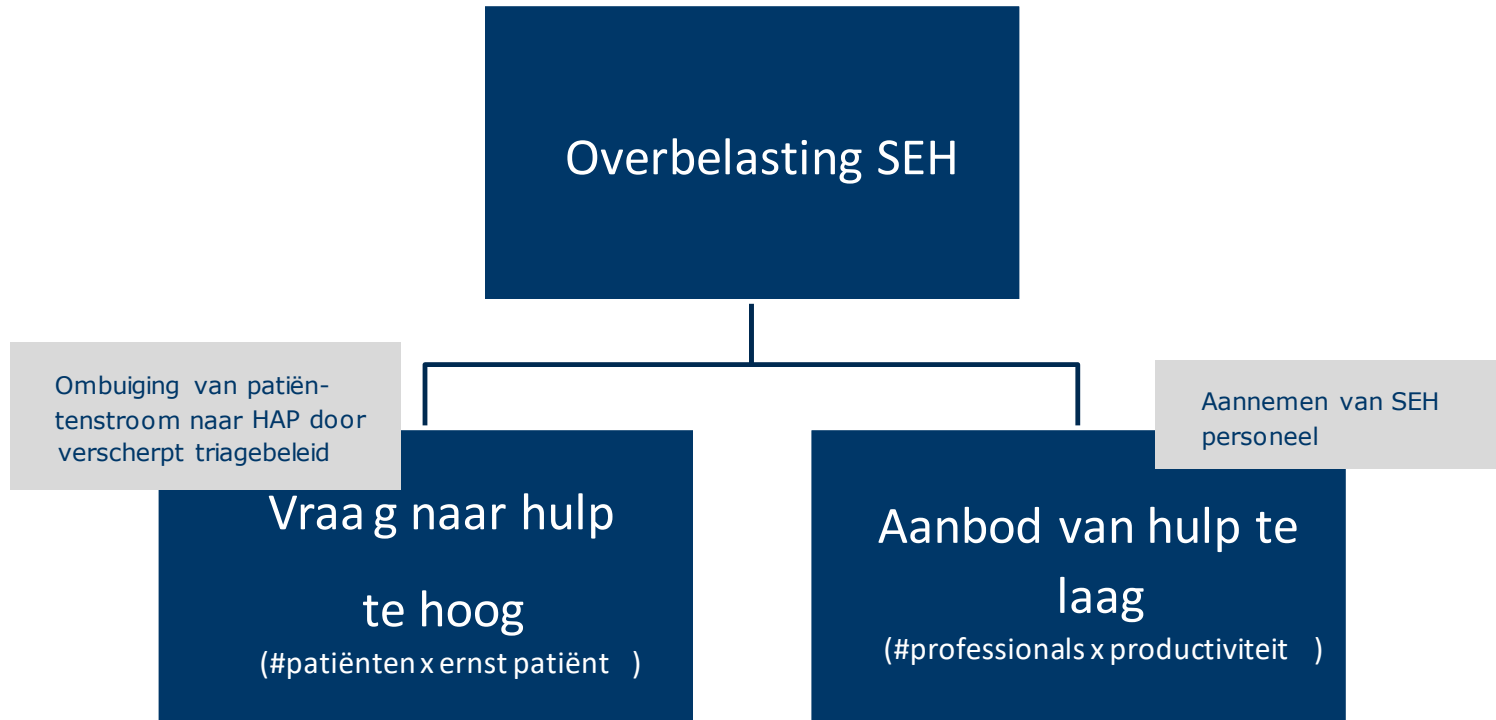 Overbelasting SEH
Ombuiging van patiën-
tenstroom naar HAP door
verscherpt triagebeleid
Aannemen van SEH
personeel
Vraag naar hulp
te hoog
(#patiënten x ernst patiënt )
Aanbod van hulp te
laag
(#professionals x productiviteit )